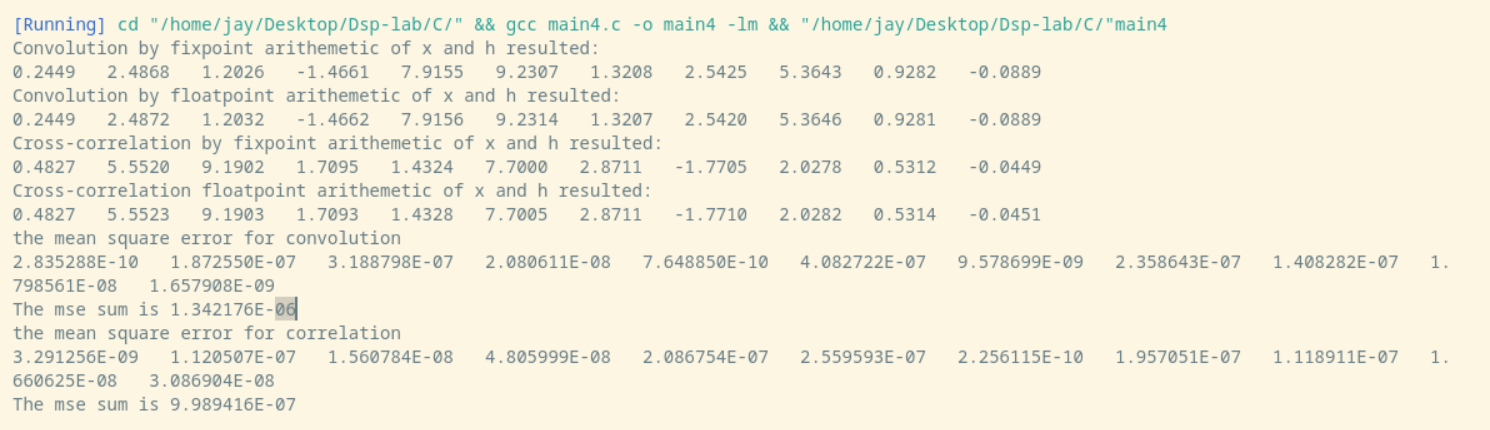 [Running] cd "/home/jay/Desktop/Dsp-lab/C/" && gcc main4.c -o main4 -lm && "/home/jay/Desktop/Dsp-lab/C/"main4
Convolution by fixpoint arithemetic of x and h resulted:
0.2449   2.4868   1.2026   -1.4661   7.9155   9.2307   1.3208   2.5425   5.3643   0.9282   -0.0889
Convolution by floatpoint arithemetic of x and h resulted:
0.2449   2.4872   1.2032   -1.4662   7.9156   9.2314   1.3207   2.5420   5.3646   0.9281   -0.0889
Cross-correlation by fixpoint arithemetic of x and h resulted:
0.4827   5.5520   9.1902   1.7095   1.4324   7.7000   2.8711   -1.7705   2.0278   0.5312   -0.0449
Cross-correlation floatpoint arithemetic of x and h resulted:
0.4827   5.5523   9.1903   1.7093   1.4328   7.7005   2.8711   -1.7710   2.0282   0.5314   -0.0451
the mean square error for convolution
2.835288E-10   1.872550E-07   3.188798E-07   2.080611E-08   7.648850E-10   4.082722E-07   9.578699E-09   2.358643E-07   1.408282E-07   1.
798561E-08   1.657908E-09
The mse sum is 1.342176E-06
the mean square error for correlation
3.291256E-09   1.120507E-07   1.560784E-08   4.805999E-08   2.086754E-07   2.559593E-07   2.256115E-10   1.957051E-07   1.118911E-07   1.
660625E-08   3.086904E-08
The mse sum is 9.989416E-07